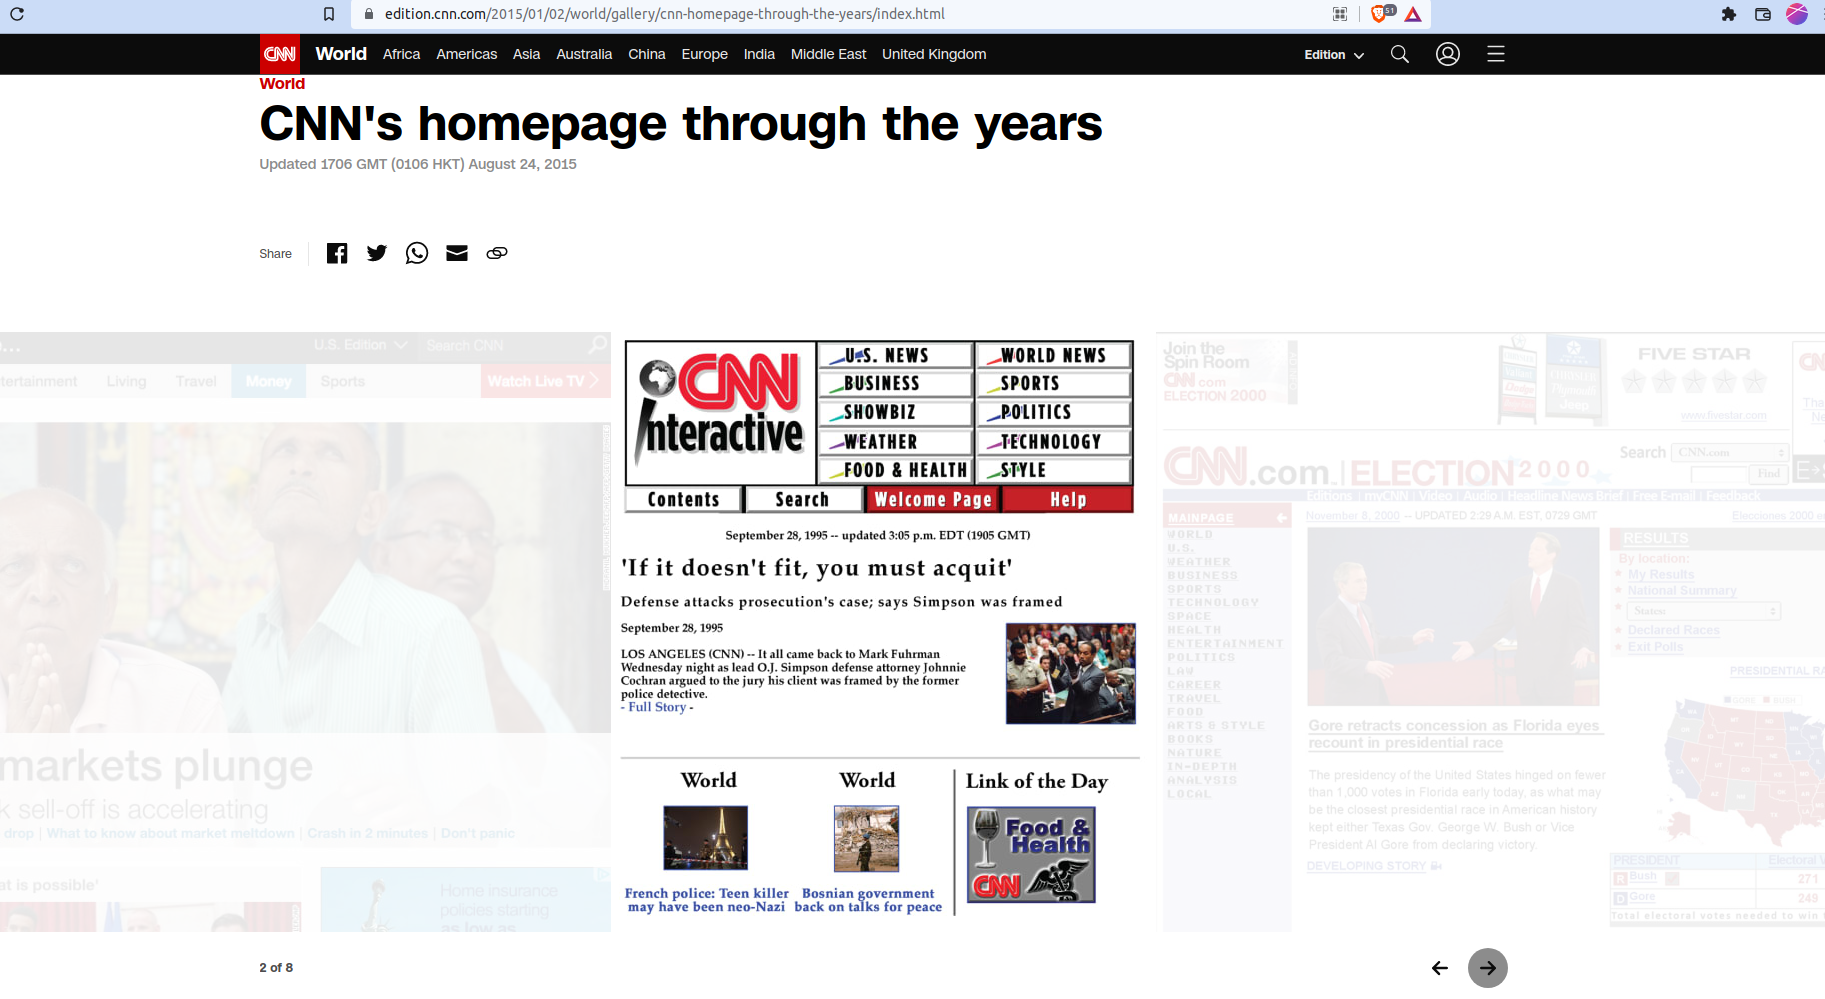 edition.cnn.com/2015/01/02/world/gallery/cnn-homepage-through-the-years/index.html
51
CNN World Africa Americas Asia Australia China Europe India Middle East United Kingdom Edition
World
CNN's homepage through the years
Updated 1706 GMT (0106 HKT) August 24, 2015
Share
... U.S. Edition Search CNN
tertainment Living Travel Money Sports Watch Live TV
markets plunge
k sell-off is accelerating
drop | What to know about market meltdown | Crash in 2 minutes | Don't panic
at is possible'
Home insurance
policies starting
as low as
CNN Interactive
U.S. NEWS WORLD NEWS
BUSINESS SPORTS
SHOWBIZ POLITICS
WEATHER TECHNOLOGY
FOOD & HEALTH STYLE
Contents Search Welcome Page Help
September 28, 1995 -- updated 3:05 p.m. EDT (1905 GMT)
'If it doesn't fit, you must acquit'
Defense attacks prosecution's case; says Simpson was framed
September 28, 1995
LOS ANGELES (CNN) -- It all came back to Mark Fuhrman
Wednesday night as lead O.J. Simpson defense attorney Johnnie
Cochran argued to the jury his client was framed by the former
police detective.
- Full Story -
World World Link of the Day
French police: Teen killer
may have been neo-Nazi
Bosnian government
back on talks for peace
Food &
Health
CNN
Join the
Spin Room
CNN.com
ELECTION 2000
Jeep
FIVE STAR
www.fivestar.com
CNN.com | ELECTION 2000
Search CNN.com
Find
Editions | myCNN | Video | Audio | Headline News Brief | Free E-mail | Feedback
MAINPAGE
WORLD
U.S.
WEATHER
BUSINESS
SPORTS
TECHNOLOGY
SPACE
HEALTH
ENTERTAINMENT
POLITICS
LAW
CAREER
TRAVEL
FOOD
ARTS & STYLE
BOOKS
NATURE
IN-DEPTH
ANALYSIS
LOCAL
November 8, 2000 -- UPDATED 2:29 A.M. EST, 0729 GMT
Elecciones 2000 e
Gore retracts concession as Florida eyes
recount in presidential race
The presidency of the United States hinged on fewer
than 1,000 votes in Florida early today, as what may
be the closest presidential race in American history
kept either Texas Gov. George W. Bush or Vice
President Al Gore from declaring victory.
DEVELOPING STORY
RESULTS
By location:
My Results
National Summary
States:
Declared Races
Exit Polls
PRESIDENTIAL RA
GORE BUSH
PRESIDENT Electoral V
R Bush 271
D Gore 249
Total electoral votes needed to win
2 of 8